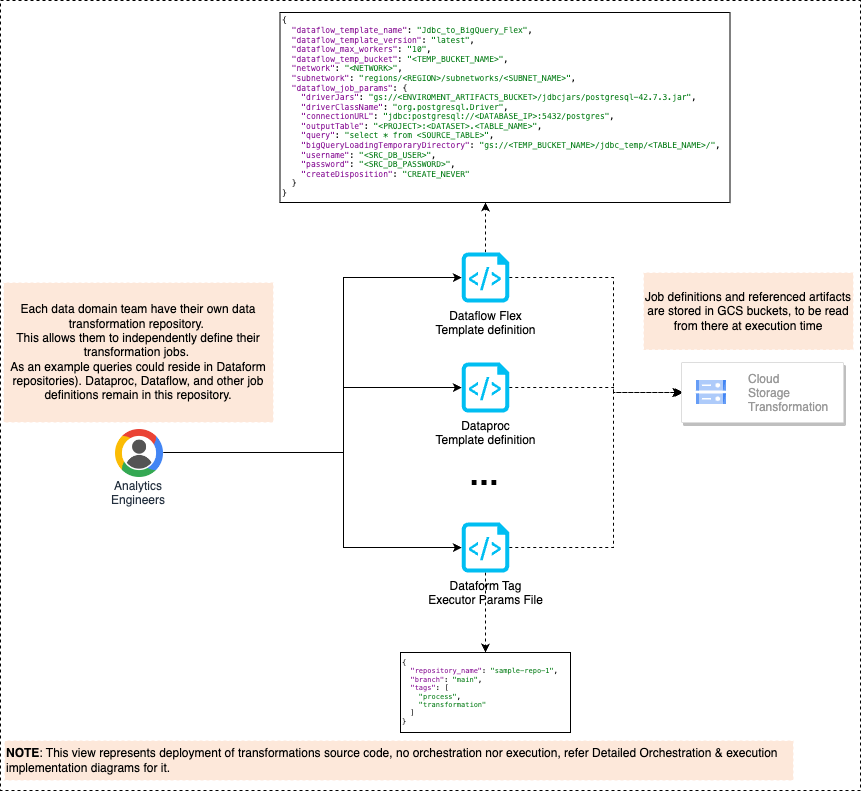 {
"dataflow_template_name": "Jdbc_to_BigQuery_Flex",
"dataflow_template_version": "latest",
"dataflow_max_workers": "10",
"dataflow_temp_bucket": "<TEMP_BUCKET_NAME>",
"network": "<NETWORK>",
"subnetwork": "regions/<REGION>/subnetworks/<SUBNET_NAME>",
"dataflow_job_params": {
"driverJars": "gs://<ENVIROMENT_ARTIFACTS_BUCKET>/jdbcjars/postgresql-42.7.3.jar",
"driverClassName": "org.postgresql.Driver",
"connectionURL": "jdbc:postgresql://<DATABASE_IP>:5432/postgres",
"outputTable": "<PROJECT>:<DATASET>.<TABLE_NAME>",
"query": "select * from <SOURCE_TABLE>",
"bigQueryLoadingTemporaryDirectory": "gs://<TEMP_BUCKET_NAME>/jdbc_temp/<TABLE_NAME>/",
"username": "<SRC_DB_USER>",
"password": "<SRC_DB_PASSWORD>",
"createDisposition": "CREATE_NEVER"
}
}
Each data domain team have their own data
transformation repository.
This allows them to independently define their
transformation jobs.
As an example queries could reside in Dataform
repositories). Dataproc, Dataflow, and other job
definitions remain in this repository.
Analytics
Engineers
</>
Dataflow Flex
Template definition
</>
Dataproc
Template definition
...
</>
Dataform Tag
Executor Params File
Job definitions and referenced artifacts
are stored in GCS buckets, to be read
from there at execution time
Cloud
Storage
Transformation
{
"repository_name": "sample-repo-1",
"branch": "main",
"tags": [
"process",
"transformation"
]
}
NOTE: This view represents deployment of transformations source code, no orchestration nor execution, refer Detailed Orchestration & execution
implementation diagrams for it.